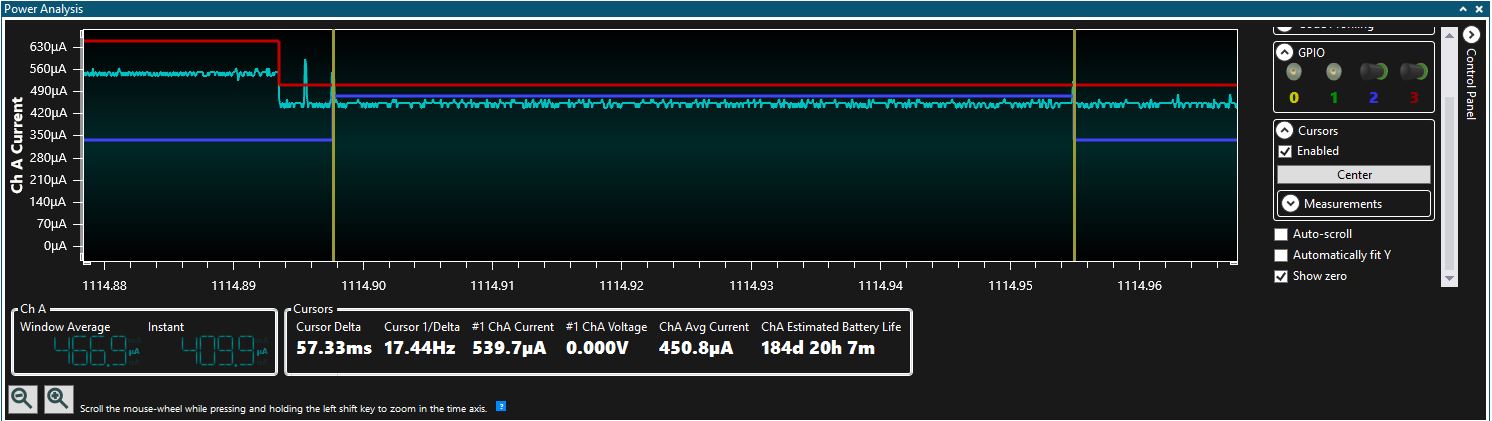 Power Analysis
Ch A Current
630µA
560µA
490µA
420µA
350µA
280µA
210µA
140µA
70µA
0µA
1114.88 1114.89 1114.90 1114.91 1114.92 1114.93 1114.94 1114.95 1114.96
GPIO
0 1 2 3
Cursors
Enabled
Center
Measurements
Auto-scroll
Automatically fit Y
Show zero
Control Panel
Ch A
Window Average Instant
466.9 µA 409.9 µA
Cursors
Cursor Delta Cursor 1/Delta #1 ChA Current #1 ChA Voltage ChA Avg Current ChA Estimated Battery Life
57.33ms 17.44Hz 539.7µA 0.000V 450.8µA 184d 20h 7m
Scroll the mouse-wheel while pressing and holding the left shift key to zoom in the time axis. ?